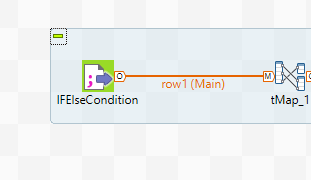 O
row1 (Main)
M
IFElseCondition
tMap_1